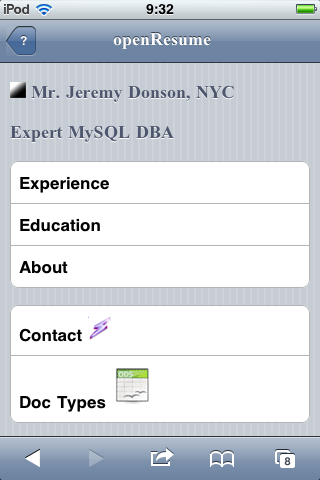 iPod 9:32
?
openResume
Mr. Jeremy Donson, NYC
Expert MySQL DBA
Experience
Education
About
Contact
ODS
Doc Types
8